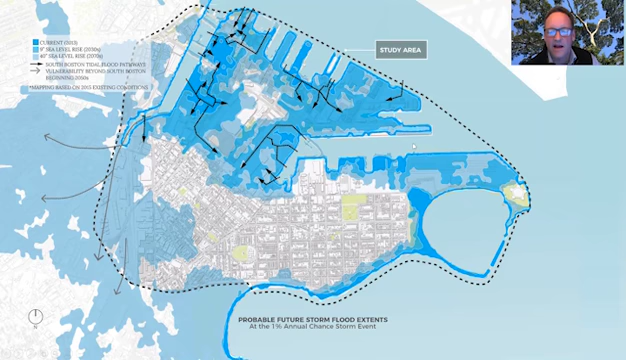 CURRENT (2013)
9" SEA LEVEL RISE (2030s)
40" SEA LEVEL RISE (2070s)
SOUTH BOSTON TIDAL FLOOD PATHWAYS
VULNERABILITY BEYOND SOUTH BOSTON
BEGINNING 2050s
*MAPPING BASED ON 2013 EXISTING CONDITIONS
STUDY AREA
N
PROBABLE FUTURE STORM FLOOD EXTENTS
At the 1% Annual Chance Storm Event